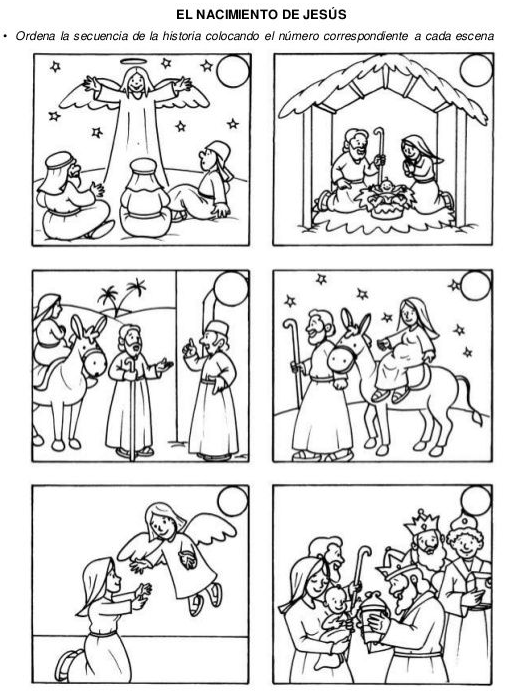 EL NACIMIENTO DE JESÚS
• Ordena la secuencia de la historia colocando el número correspondiente a cada escena